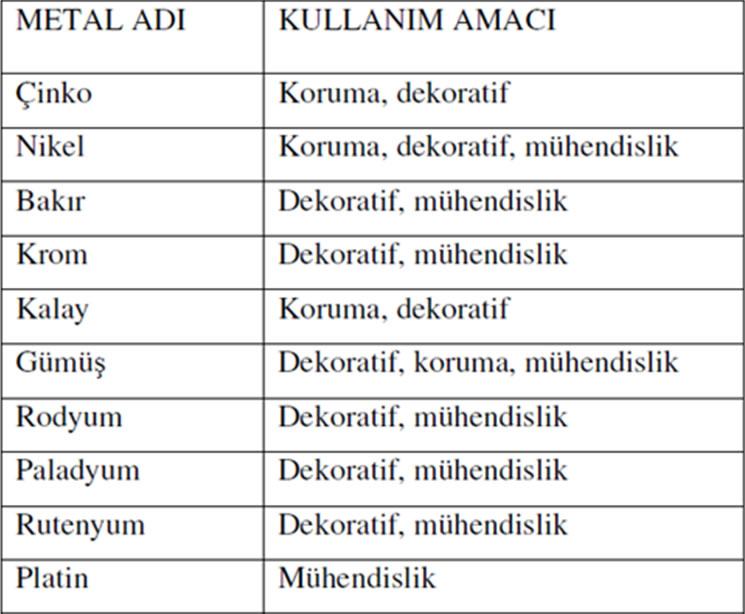 METAL ADI KULLANIM AMACI
Çinko Koruma, dekoratif
Nikel Koruma, dekoratif, mühendislik
Bakır Dekoratif, mühendislik
Krom Dekoratif, mühendislik
Kalay Koruma, dekoratif
Gümüş Dekoratif, koruma, mühendislik
Rodyum Dekoratif, mühendislik
Paladyum Dekoratif, mühendislik
Rutenyum Dekoratif, mühendislik
Platin Mühendislik